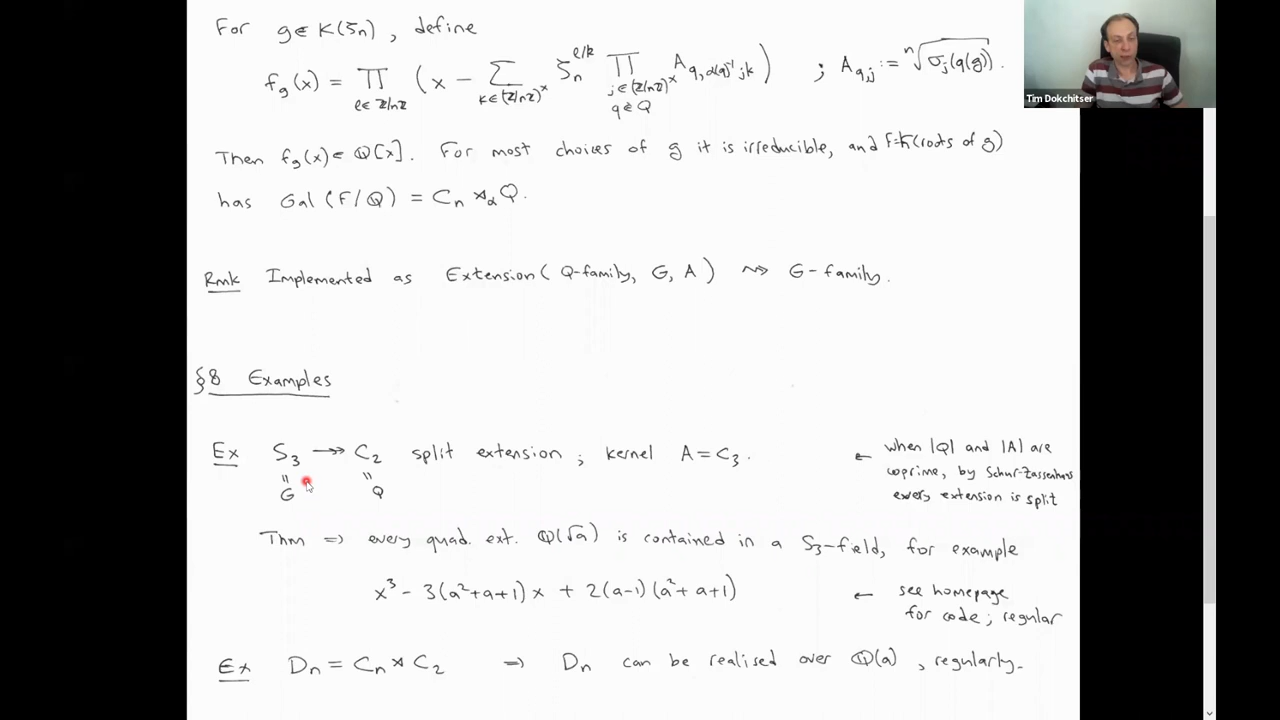 For g∈K(ζn), define
f_g(x) = ∏_{l∈ℤ/nℤ} (x − ∑_{k∈(ℤ/nℤ)^×} ζ_n^{l/k} ∏_{j∈(ℤ/nℤ)^×, q∈Q} A_{q,α(q)^{-1}jk}) ; A_{q,j} := ⁿ√(σ_j(q(g))).
Tim Dokchitser
Then f_g(x)∈ℚ[x]. For most choices of g it is irreducible, and F=K(roots of g)
has Gal(F/ℚ) = C_n ⋊_α Q.
Rmk Implemented as Extension(Q-family, G, A) ⇝ G-family.
§8 Examples
Ex S_3 ↠ C_2 split extension; kernel A=C_3. ← when |Q| and |A| are
coprime, by Schur-Zassenhaus
every extension is split
= G = Q
Thm ⇒ every quad. ext. ℚ(√a) is contained in a S_3-field, for example
x³ − 3(a²+a+1)x + 2(a−1)(a²+a+1) ← see homepage
for code; regular
Ex D_n = C_n ⋊ C_2 ⇒ D_n can be realised over ℚ(a), regularly.